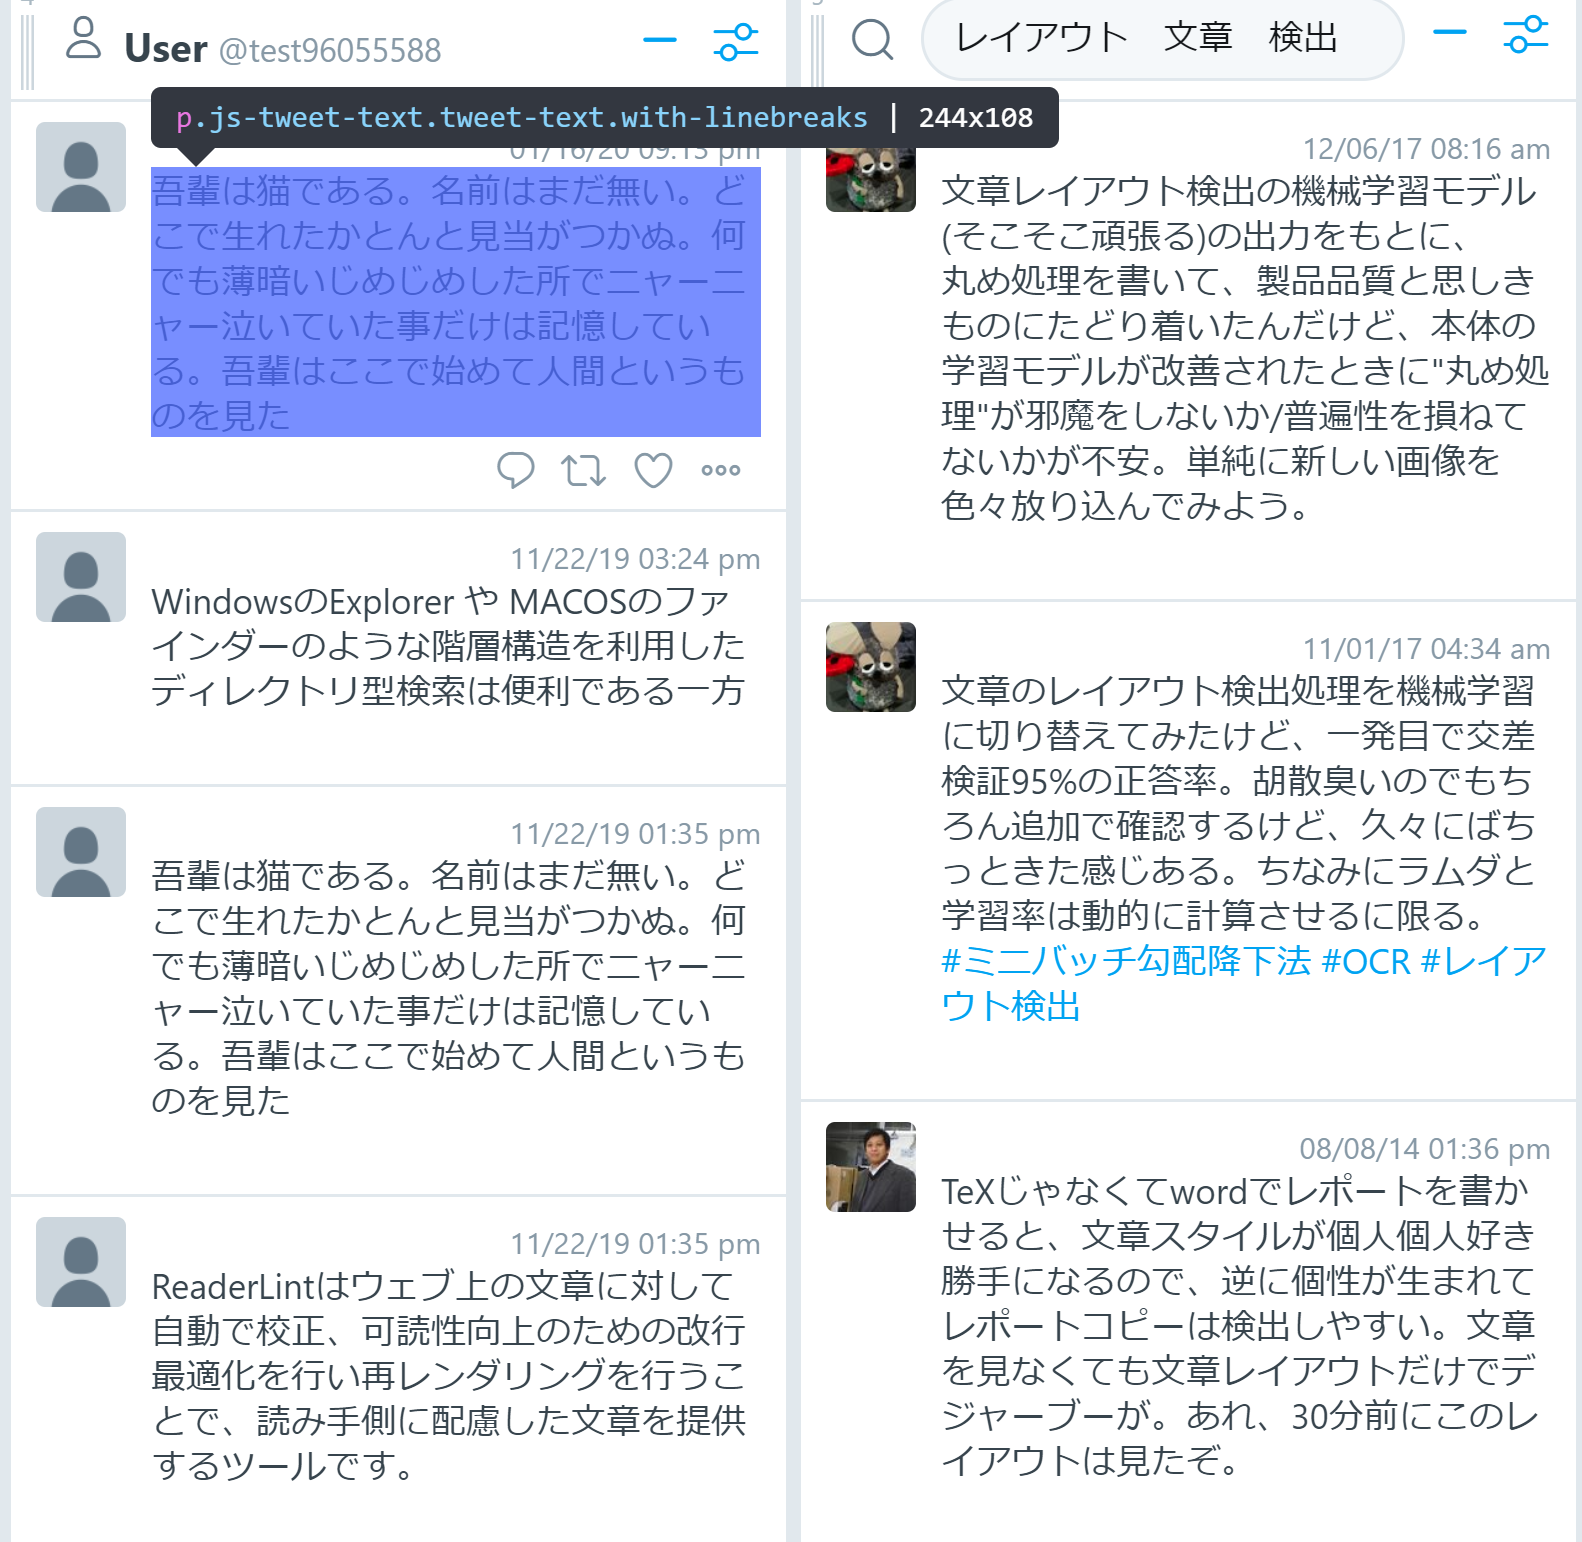 User @test96055588
p.js-tweet-text.tweet-text.with-linebreaks | 244x108
01/16/20 09:13 pm
吾輩は猫である。名前はまだ無い。ど
こで生れたかとんと見当がつかぬ。何
でも薄暗いじめじめした所でニャーニ
ャー泣いていた事だけは記憶してい
る。吾輩はここで始めて人間というも
のを見た
11/22/19 03:24 pm
WindowsのExplorer や MACOSのファ
インダーのような階層構造を利用した
ディレクトリ型検索は便利である一方
11/22/19 01:35 pm
吾輩は猫である。名前はまだ無い。ど
こで生れたかとんと見当がつかぬ。何
でも薄暗いじめじめした所でニャーニ
ャー泣いていた事だけは記憶してい
る。吾輩はここで始めて人間というも
のを見た
11/22/19 01:35 pm
ReaderLintはウェブ上の文章に対して
自動で校正、可読性向上のための改行
最適化を行い再レンダリングを行うこ
とで、読み手側に配慮した文章を提供
するツールです。
レイアウト　文章　検出
12/06/17 08:16 am
文章レイアウト検出の機械学習モデル
(そこそこ頑張る)の出力をもとに、
丸め処理を書いて、製品品質と思しき
ものにたどり着いたんだけど、本体の
学習モデルが改善されたときに"丸め処
理"が邪魔をしないか/普遍性を損ねて
ないかが不安。単純に新しい画像を
色々放り込んでみよう。
11/01/17 04:34 am
文章のレイアウト検出処理を機械学習
に切り替えてみたけど、一発目で交差
検証95%の正答率。胡散臭いのでもち
ろん追加で確認するけど、久々にばち
っときた感じある。ちなみにラムダと
学習率は動的に計算させるに限る。
#ミニバッチ勾配降下法 #OCR #レイア
ウト検出
08/08/14 01:36 pm
TeXじゃなくてwordでレポートを書か
せると、文章スタイルが個人個人好き
勝手になるので、逆に個性が生まれて
レポートコピーは検出しやすい。文章
を見なくても文章レイアウトだけでデ
ジャーブーが。あれ、30分前にこのレ
イアウトは見たぞ。